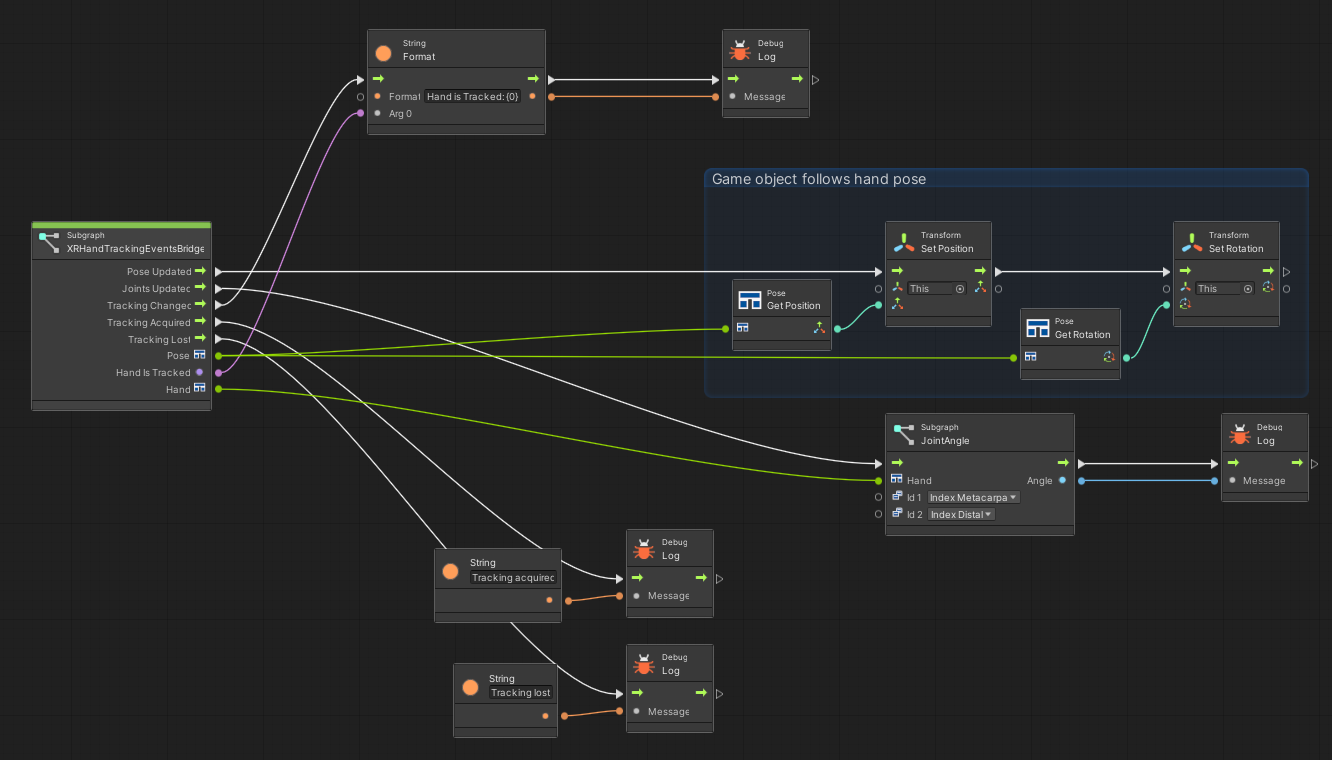 String
Format
Format Hand is Tracked: {0}
Arg 0
Debug
Log
Message
Game object follows hand pose
Subgraph
XRHandTrackingEventsBridge
Pose Updated
Joints Updated
Tracking Changed
Tracking Acquired
Tracking Lost
Pose
Hand Is Tracked
Hand
Pose
Get Position
Transform
Set Position
This
Pose
Get Rotation
Transform
Set Rotation
This
Subgraph
JointAngle
Hand Angle
Id 1 Index Metacarpa
Id 2 Index Distal
Debug
Log
Message
String
Tracking acquired
Debug
Log
Message
String
Tracking lost
Debug
Log
Message